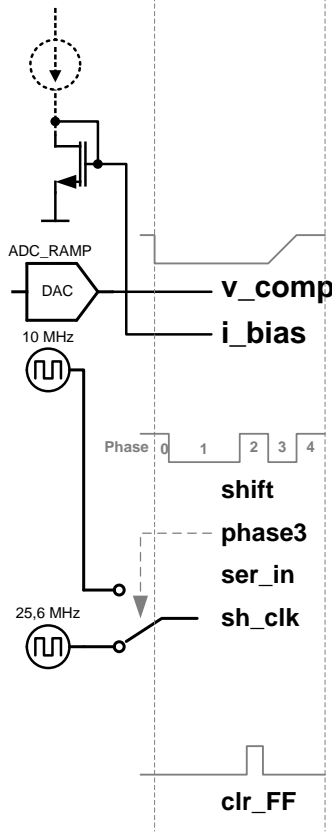 ADC_RAMP
DAC
v_comp
i_bias
10 MHz
Phase 0 1 2 3 4
shift
phase3
ser_in
25,6 MHz
sh_clk
clr_FF